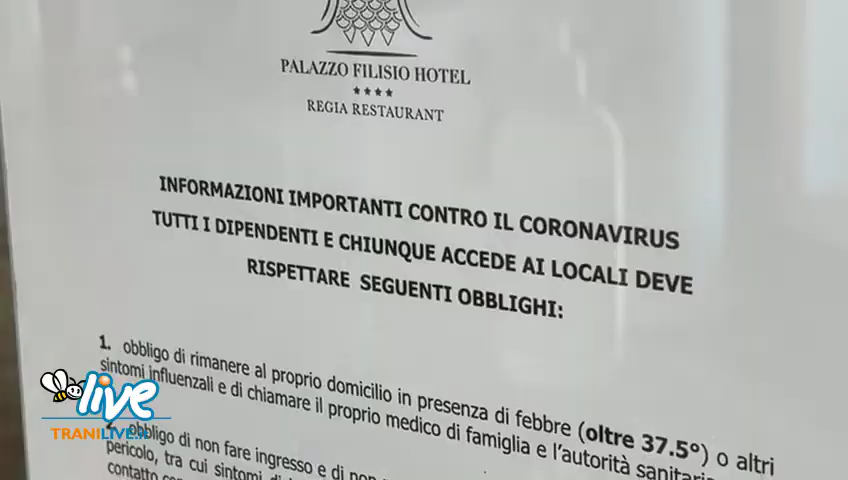 PALAZZO FILISIO HOTEL
REGIA RESTAURANT
INFORMAZIONI IMPORTANTI CONTRO IL CORONAVIRUS
TUTTI I DIPENDENTI E CHIUNQUE ACCEDE AI LOCALI DEVE
RISPETTARE SEGUENTI OBBLIGHI:
1. obbligo di rimanere al proprio domicilio in presenza di febbre (oltre 37.5°) o altri
sintomi influenzali e di chiamare il proprio medico di famiglia e l'autorità sanitaria
2. obbligo di non fare ingresso e di non
pericolo, tra cui sintomi di
contatto con
live
TRANILIVE.it